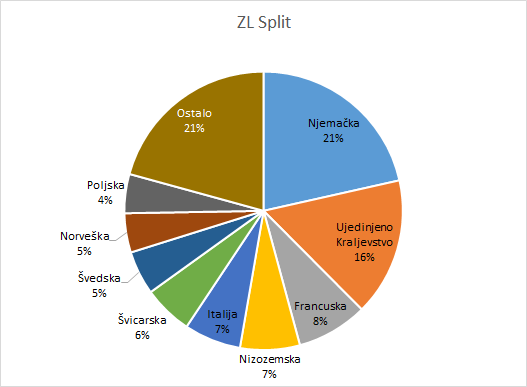 ZL Split
Njemačka
21%
Ujedinjeno
Kraljevstvo
16%
Francuska
8%
Nizozemska
7%
Italija
7%
Švicarska
6%
Švedska
5%
Norveška
5%
Poljska
4%
Ostalo
21%